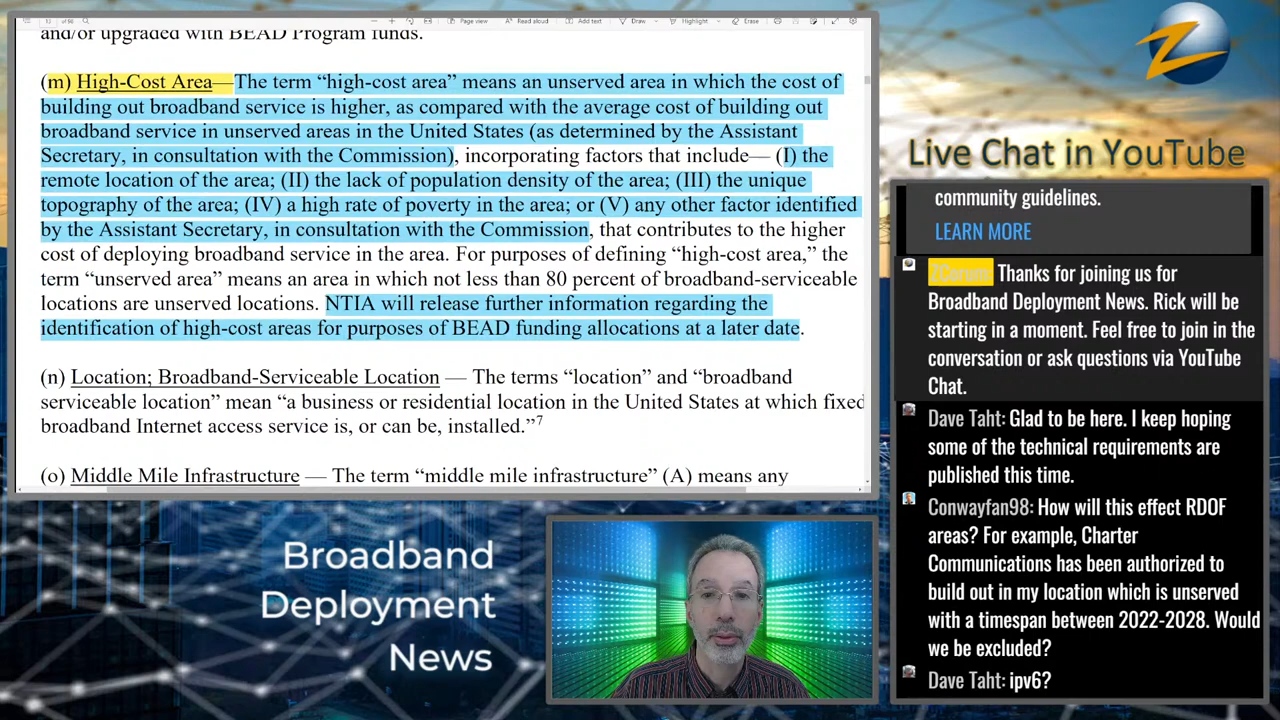 13 of 98
Page view
Read aloud
Add text
Draw
Highlight
Erase
and/or upgraded with BEAD Program funds.
(m) High-Cost Area—The term “high-cost area” means an unserved area in which the cost of
building out broadband service is higher, as compared with the average cost of building out
broadband service in unserved areas in the United States (as determined by the Assistant
Secretary, in consultation with the Commission), incorporating factors that include— (I) the
remote location of the area; (II) the lack of population density of the area; (III) the unique
topography of the area; (IV) a high rate of poverty in the area; or (V) any other factor identified
by the Assistant Secretary, in consultation with the Commission, that contributes to the higher
cost of deploying broadband service in the area. For purposes of defining “high-cost area,” the
term “unserved area” means an area in which not less than 80 percent of broadband-serviceable
locations are unserved locations. NTIA will release further information regarding the
identification of high-cost areas for purposes of BEAD funding allocations at a later date.
(n) Location; Broadband-Serviceable Location — The terms “location” and “broadband
serviceable location” mean “a business or residential location in the United States at which fixed
broadband Internet access service is, or can be, installed.”7
(o) Middle Mile Infrastructure — The term “middle mile infrastructure” (A) means any
Broadband
Deployment
News
Live Chat in YouTube
community guidelines.
LEARN MORE
ZCorum: Thanks for joining us for
Broadband Deployment News. Rick will be
starting in a moment. Feel free to join in the
conversation or ask questions via YouTube
Chat.
Dave Taht: Glad to be here. I keep hoping
some of the technical requirements are
published this time.
Conwayfan98: How will this effect RDOF
areas? For example, Charter
Communications has been authorized to
build out in my location which is unserved
with a timespan between 2022-2028. Would
we be excluded?
Dave Taht: ipv6?